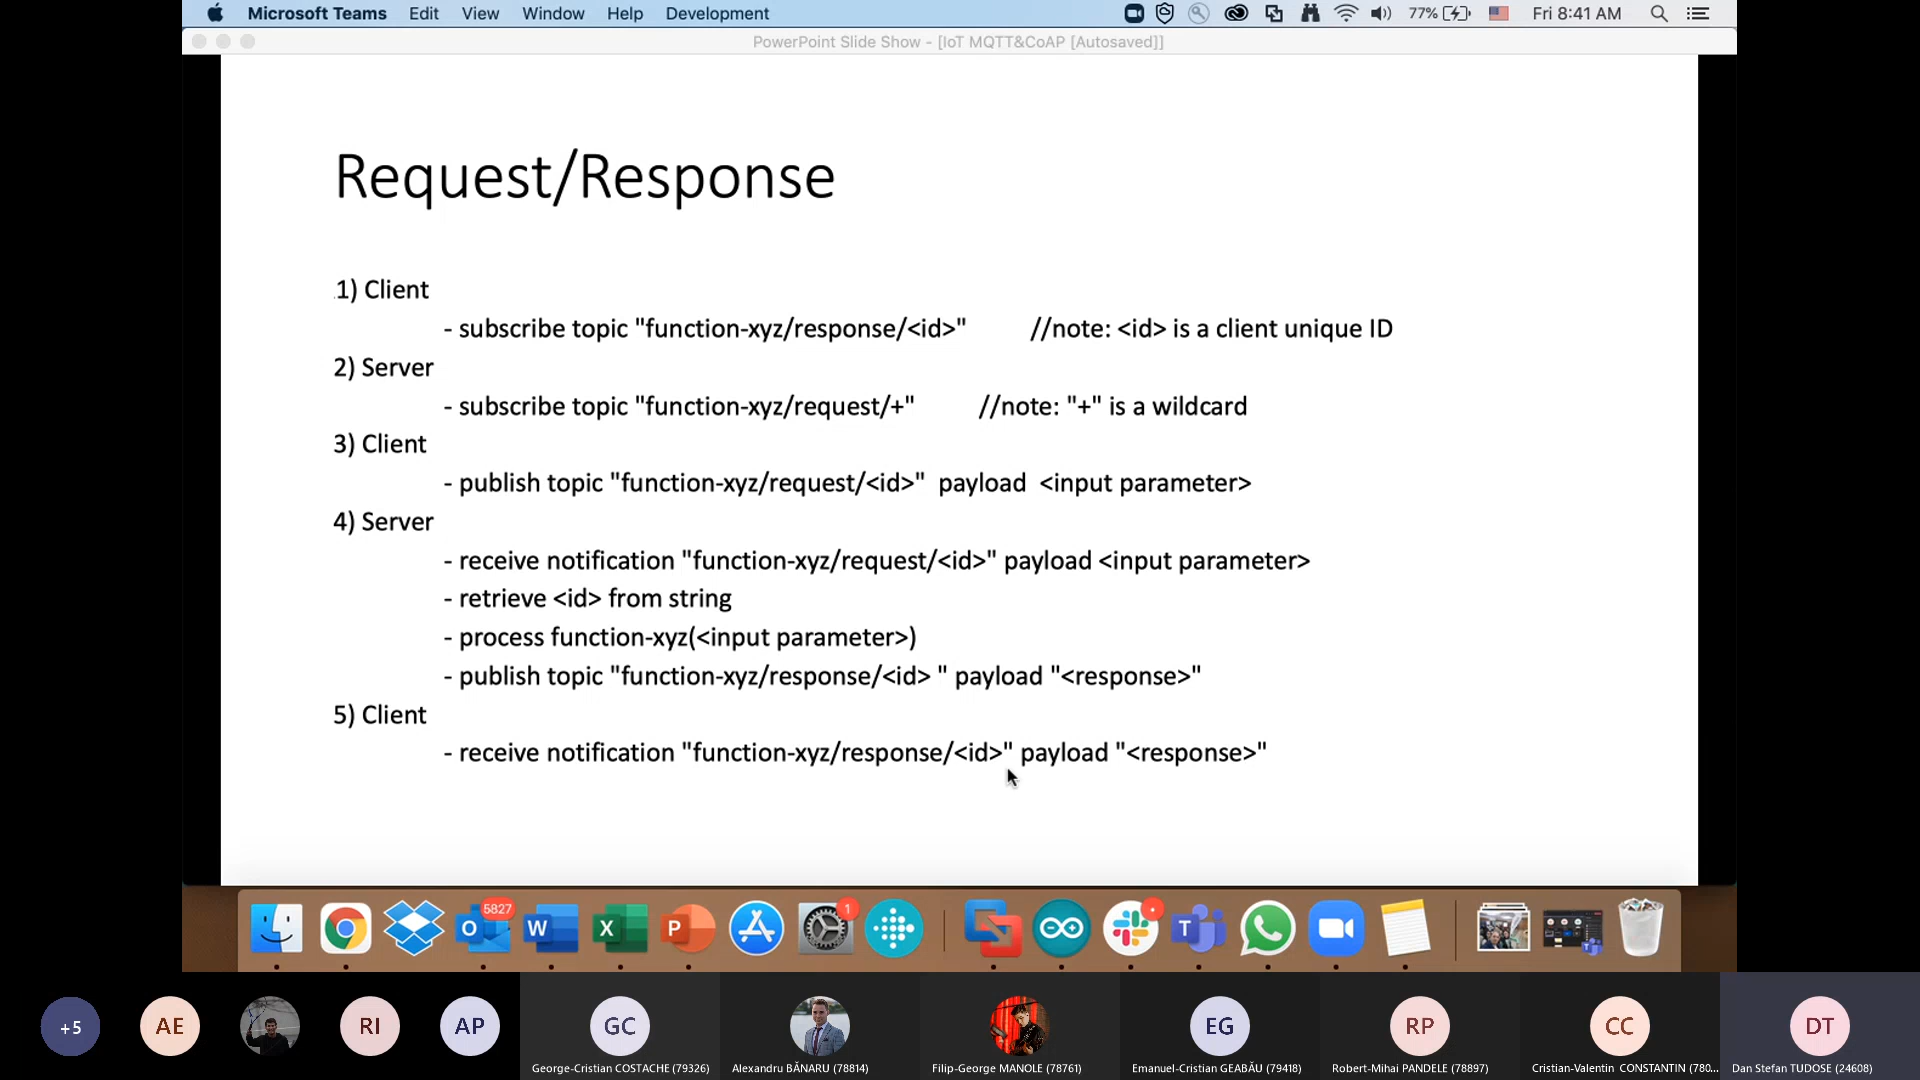 Microsoft Teams Edit View Window Help Development 77% Fri 8:41 AM
PowerPoint Slide Show - [IoT MQTT&CoAP [Autosaved]]
Request/Response
1) Client
- subscribe topic "function-xyz/response/<id>" //note: <id> is a client unique ID
2) Server
- subscribe topic "function-xyz/request/+" //note: "+" is a wildcard
3) Client
- publish topic "function-xyz/request/<id>" payload <input parameter>
4) Server
- receive notification "function-xyz/request/<id>" payload <input parameter>
- retrieve <id> from string
- process function-xyz(<input parameter>)
- publish topic "function-xyz/response/<id> " payload "<response>"
5) Client
- receive notification "function-xyz/response/<id>" payload "<response>"
5827
1
O W X P T
+5 AE RI AP GC EG RP CC DT
George-Cristian COSTACHE (79326) Alexandru BĂNARU (78814) Filip-George MANOLE (78761) Emanuel-Cristian GEABĂU (79418) Robert-Mihai PANDELE (78897) Cristian-Valentin CONSTANTIN (780... Dan Stefan TUDOSE (24608)